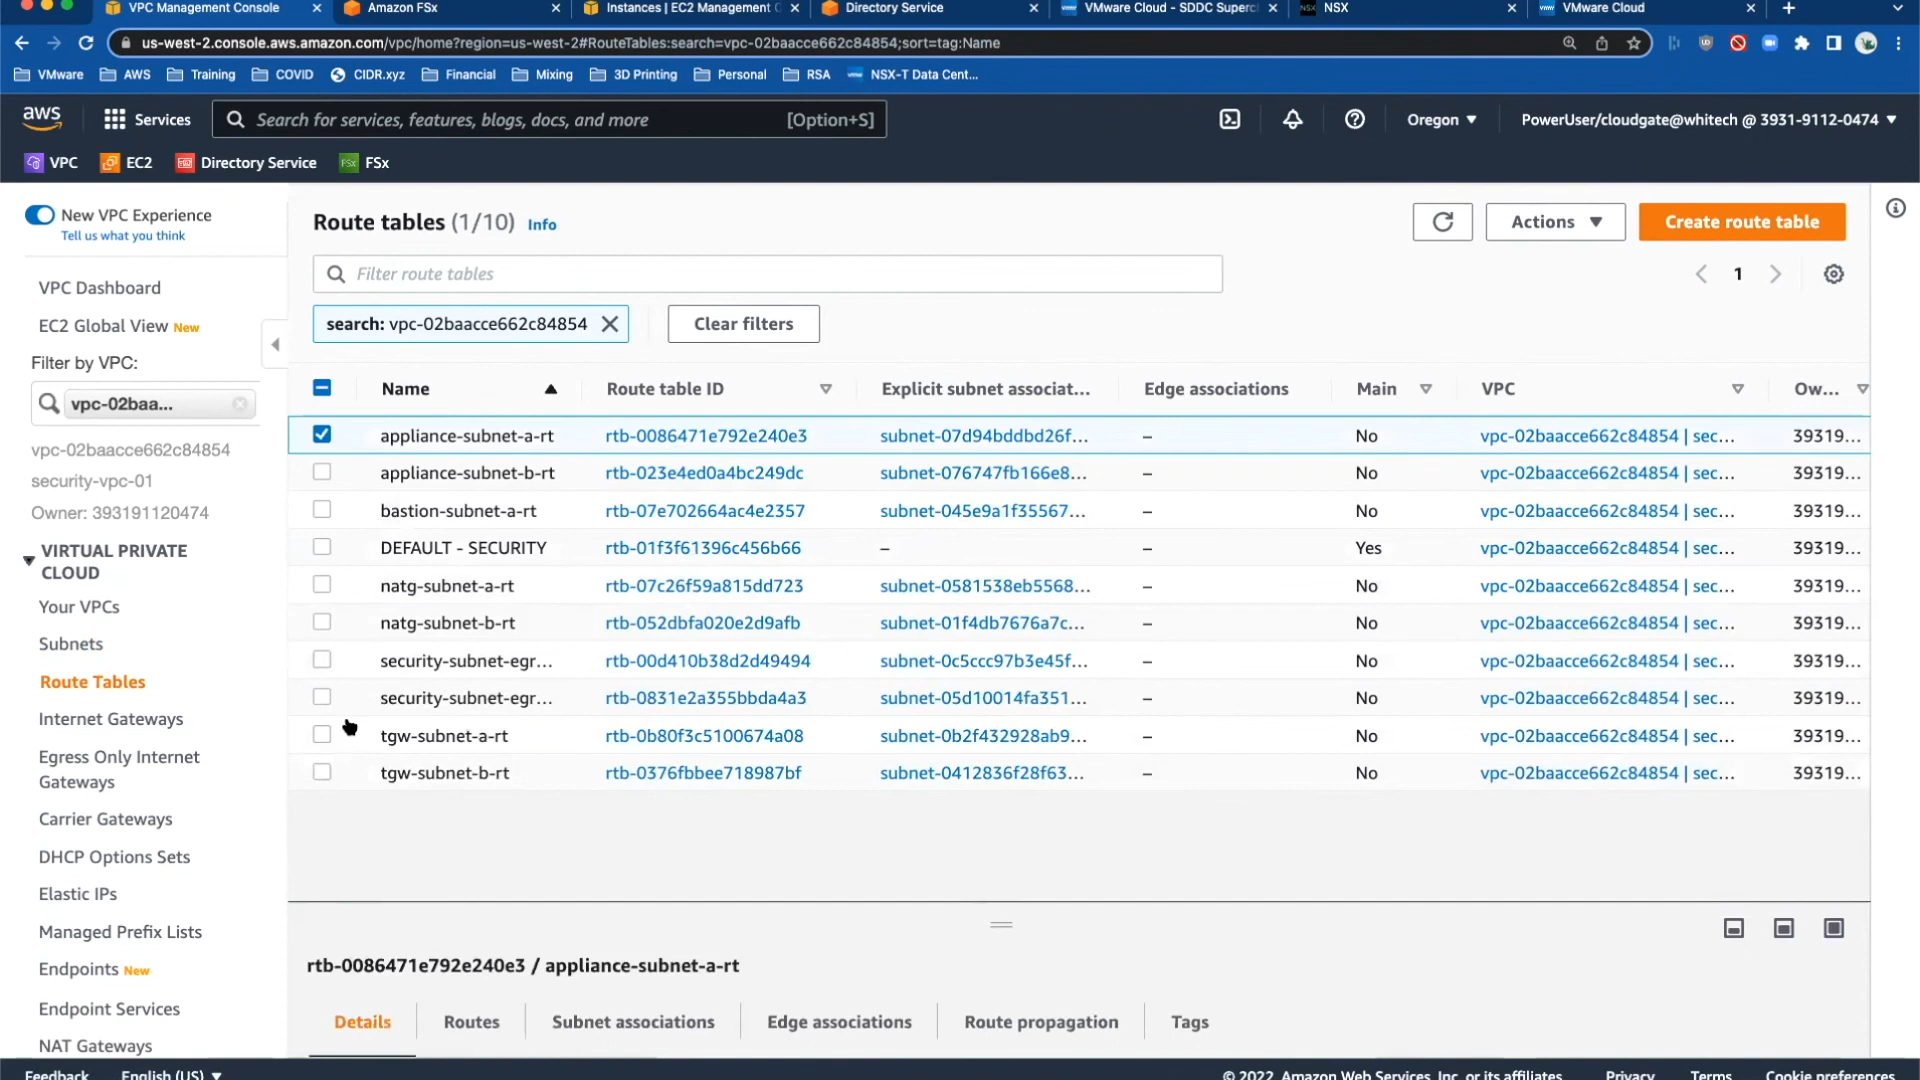 VPC Management Console
Amazon FSx
Instances | EC2 Management C
Directory Service
VMware Cloud - SDDC Superc
NSX
NSX
VMware Cloud
us-west-2.console.aws.amazon.com/vpc/home?region=us-west-2#RouteTables:search=vpc-02baacce662c84854;sort=tag:Name
VMware
AWS
Training
COVID
CIDR.xyz
Financial
Mixing
3D Printing
Personal
RSA
NSX-T Data Cent...
aws
Services
Search for services, features, blogs, docs, and more
[Option+S]
Oregon
PowerUser/cloudgate@whitech @ 3931-9112-0474
VPC
EC2
Directory Service
FSx
FSx
New VPC Experience
Tell us what you think
VPC Dashboard
EC2 Global View New
Filter by VPC:
vpc-02baa...
vpc-02baacce662c84854
security-vpc-01
Owner: 393191120474
VIRTUAL PRIVATE
CLOUD
Your VPCs
Subnets
Route Tables
Internet Gateways
Egress Only Internet
Gateways
Carrier Gateways
DHCP Options Sets
Elastic IPs
Managed Prefix Lists
Endpoints New
Endpoint Services
NAT Gateways
Route tables (1/10) Info
Actions
Create route table
Filter route tables
1
search: vpc-02baacce662c84854
Clear filters
Name Route table ID Explicit subnet associat... Edge associations Main VPC Ow...
appliance-subnet-a-rt rtb-0086471e792e240e3 subnet-07d94bddbd26f... – No vpc-02baacce662c84854 | sec... 39319...
appliance-subnet-b-rt rtb-023e4ed0a4bc249dc subnet-076747fb166e8... – No vpc-02baacce662c84854 | sec... 39319...
bastion-subnet-a-rt rtb-07e702664ac4e2357 subnet-045e9a1f35567... – No vpc-02baacce662c84854 | sec... 39319...
DEFAULT - SECURITY rtb-01f3f61396c456b66 – – Yes vpc-02baacce662c84854 | sec... 39319...
natg-subnet-a-rt rtb-07c26f59a815dd723 subnet-0581538eb5568... – No vpc-02baacce662c84854 | sec... 39319...
natg-subnet-b-rt rtb-052dbfa020e2d9afb subnet-01f4db7676a7c... – No vpc-02baacce662c84854 | sec... 39319...
security-subnet-egr... rtb-00d410b38d2d49494 subnet-0c5ccc97b3e45f... – No vpc-02baacce662c84854 | sec... 39319...
security-subnet-egr... rtb-0831e2a355bbda4a3 subnet-05d10014fa351... – No vpc-02baacce662c84854 | sec... 39319...
tgw-subnet-a-rt rtb-0b80f3c5100674a08 subnet-0b2f432928ab9... – No vpc-02baacce662c84854 | sec... 39319...
tgw-subnet-b-rt rtb-0376fbbee718987bf subnet-0412836f28f63... – No vpc-02baacce662c84854 | sec... 39319...
rtb-0086471e792e240e3 / appliance-subnet-a-rt
Details
Routes
Subnet associations
Edge associations
Route propagation
Tags
Feedback
English (US)
© 2022, Amazon Web Services, Inc. or its affiliates.
Privacy
Terms
Cookie preferences